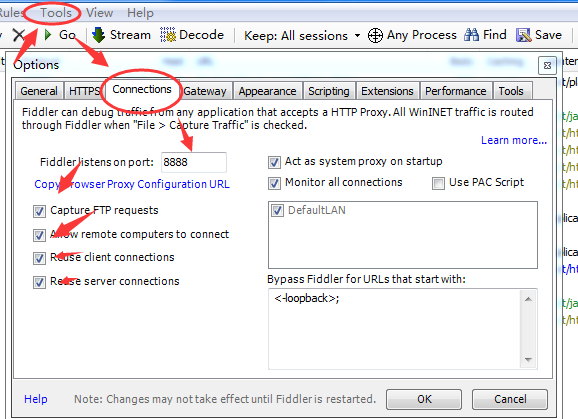 Rules Tools View Help
Go Stream Decode Keep: All sessions Any Process Find Save
Options
General HTTPS Connections Gateway Appearance Scripting Extensions Performance Tools
Fiddler can debug traffic from any application that accepts a HTTP Proxy. All WinINET traffic is routed
through Fiddler when "File > Capture Traffic" is checked.
Learn more...
Fiddler listens on port: 8888
Copy Browser Proxy Configuration URL
Capture FTP requests
Allow remote computers to connect
Reuse client connections
Reuse server connections
Act as system proxy on startup
Monitor all connections Use PAC Script
DefaultLAN
Bypass Fiddler for URLs that start with:
<-loopback>;
Help Note: Changes may not take effect until Fiddler is restarted. OK Cancel